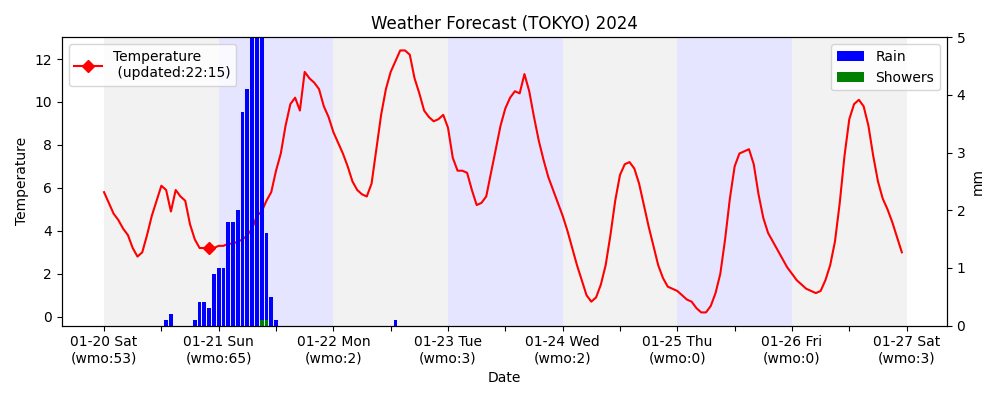 Weather Forecast (TOKYO) 2024
Temperature
(updated:22:15)
Rain
Showers
12
10
8
6
4
2
0
Temperature
5
4
3
2
1
0
mm
01-20 Sat
(wmo:53)
01-21 Sun
(wmo:65)
01-22 Mon
(wmo:2)
01-23 Tue
(wmo:3)
01-24 Wed
(wmo:2)
01-25 Thu
(wmo:0)
01-26 Fri
(wmo:0)
01-27 Sat
(wmo:3)
Date